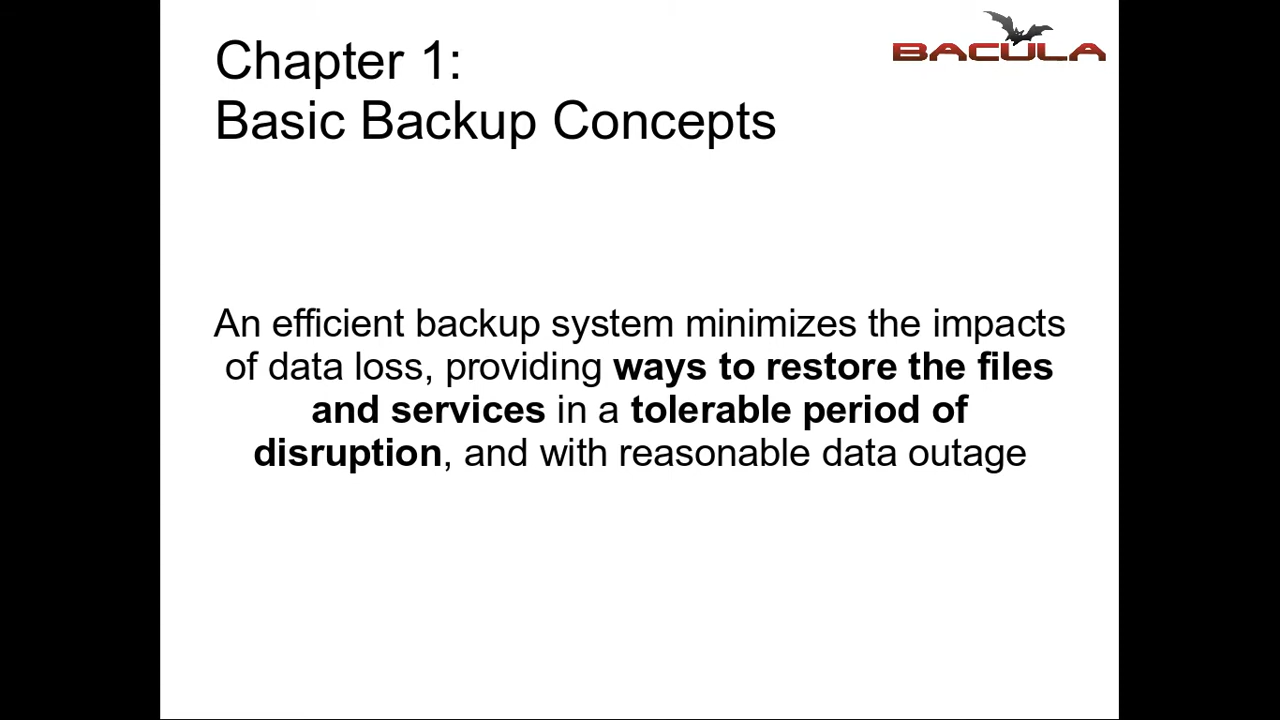 Chapter 1:
BACULA
Basic Backup Concepts
An efficient backup system minimizes the impacts
of data loss, providing ways to restore the files
and services in a tolerable period of
disruption, and with reasonable data outage